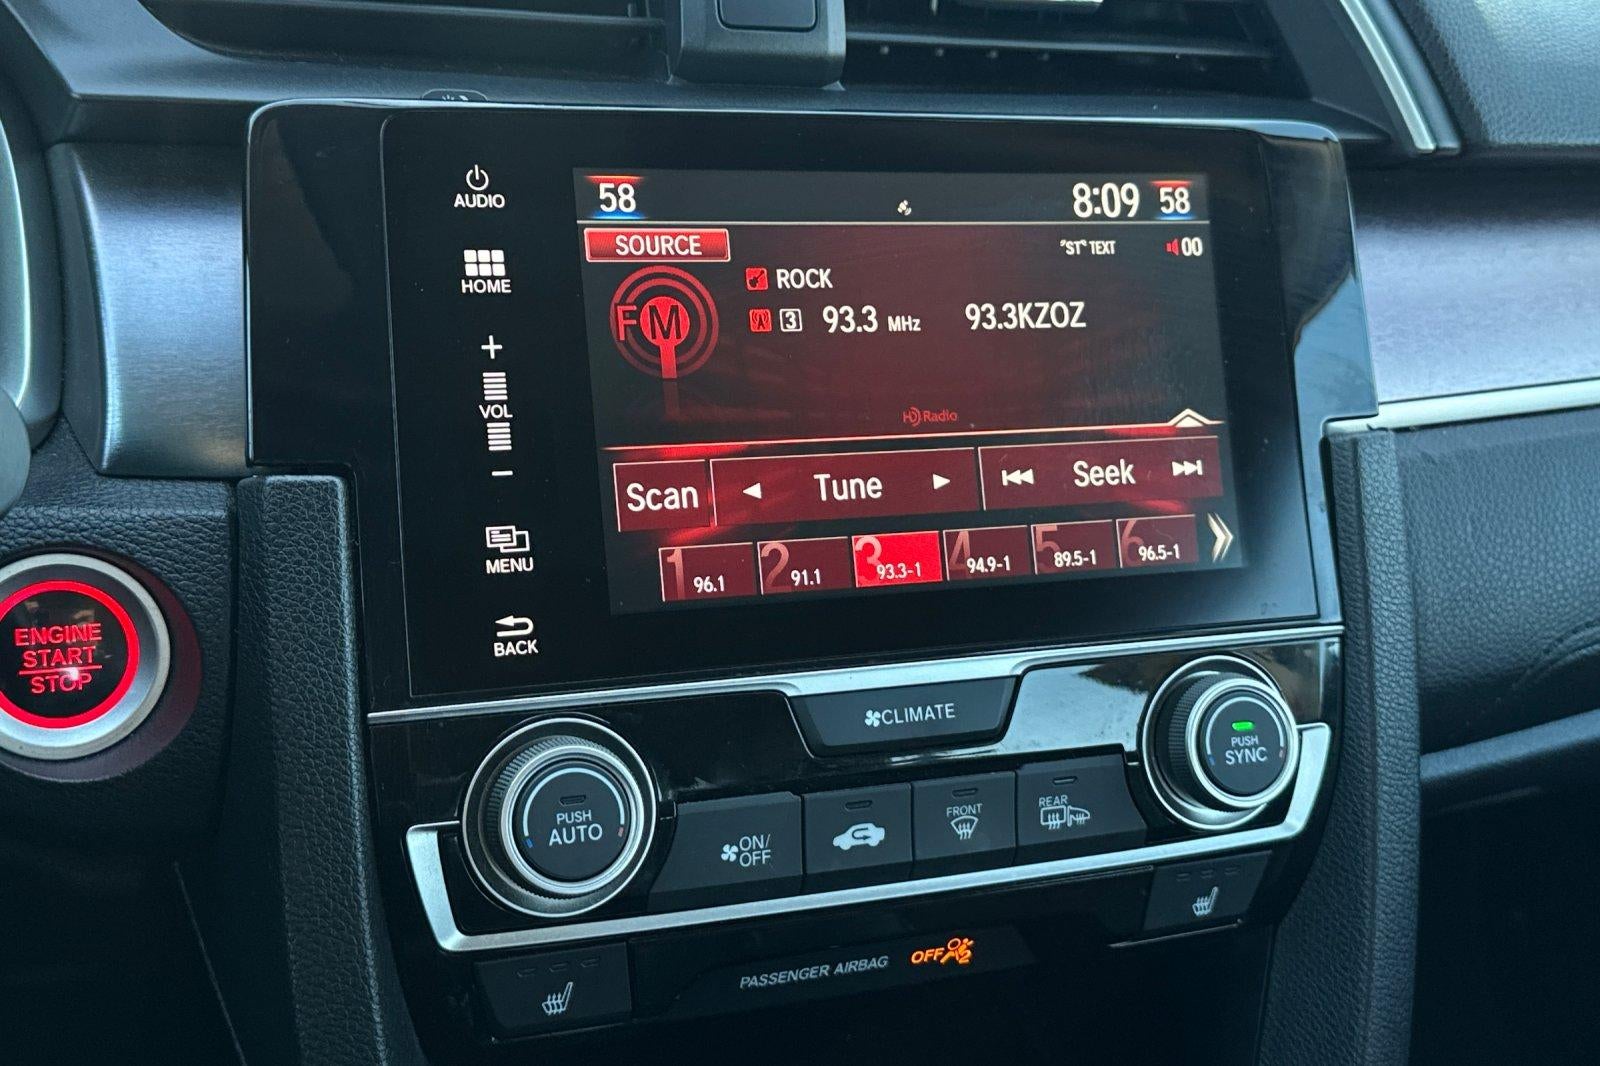 AUDIO
58
8:09
58
SOURCE
"ST" TEXT
00
HOME
FM
ROCK
3
93.3 MHz
93.3KZOZ
+
VOL
−
HD Radio
Scan
Tune
Seek
MENU
1
96.1
2
91.1
3
93.3-1
4
94.9-1
5
89.5-1
6
96.5-1
BACK
ENGINE
START
STOP
CLIMATE
PUSH
SYNC
PUSH
AUTO
ON/
OFF
FRONT
REAR
PASSENGER AIRBAG
OFF
2